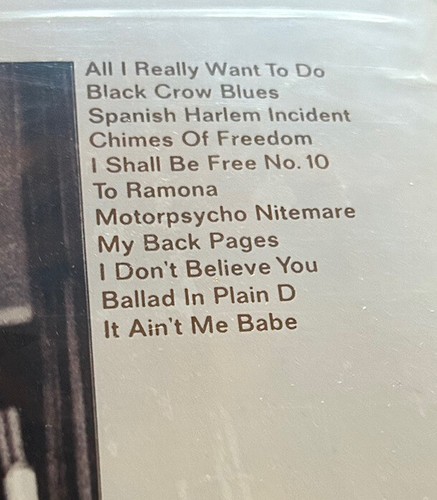 All I Really Want To Do
Black Crow Blues
Spanish Harlem Incident
Chimes Of Freedom
I Shall Be Free No. 10
To Ramona
Motorpsycho Nitemare
My Back Pages
I Don't Believe You
Ballad In Plain D
It Ain't Me Babe